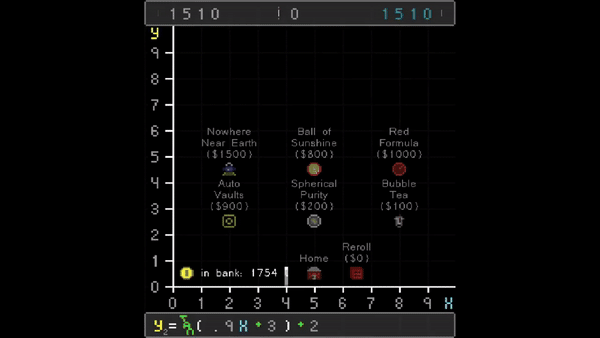 1510 0 1510
y
9
8
7
6
5
4
3
2
1
0
Nowhere
Near Earth
($1500)
Ball of
Sunshine
($800)
Red
Formula
($1000)
Auto
Vaults
($900)
Spherical
Purity
($200)
Bubble
Tea
($100)
Home
Reroll
($0)
in bank: 1754
0 1 2 3 4 5 6 7 8 9 X
y2=TAN( .9X+3 )+2